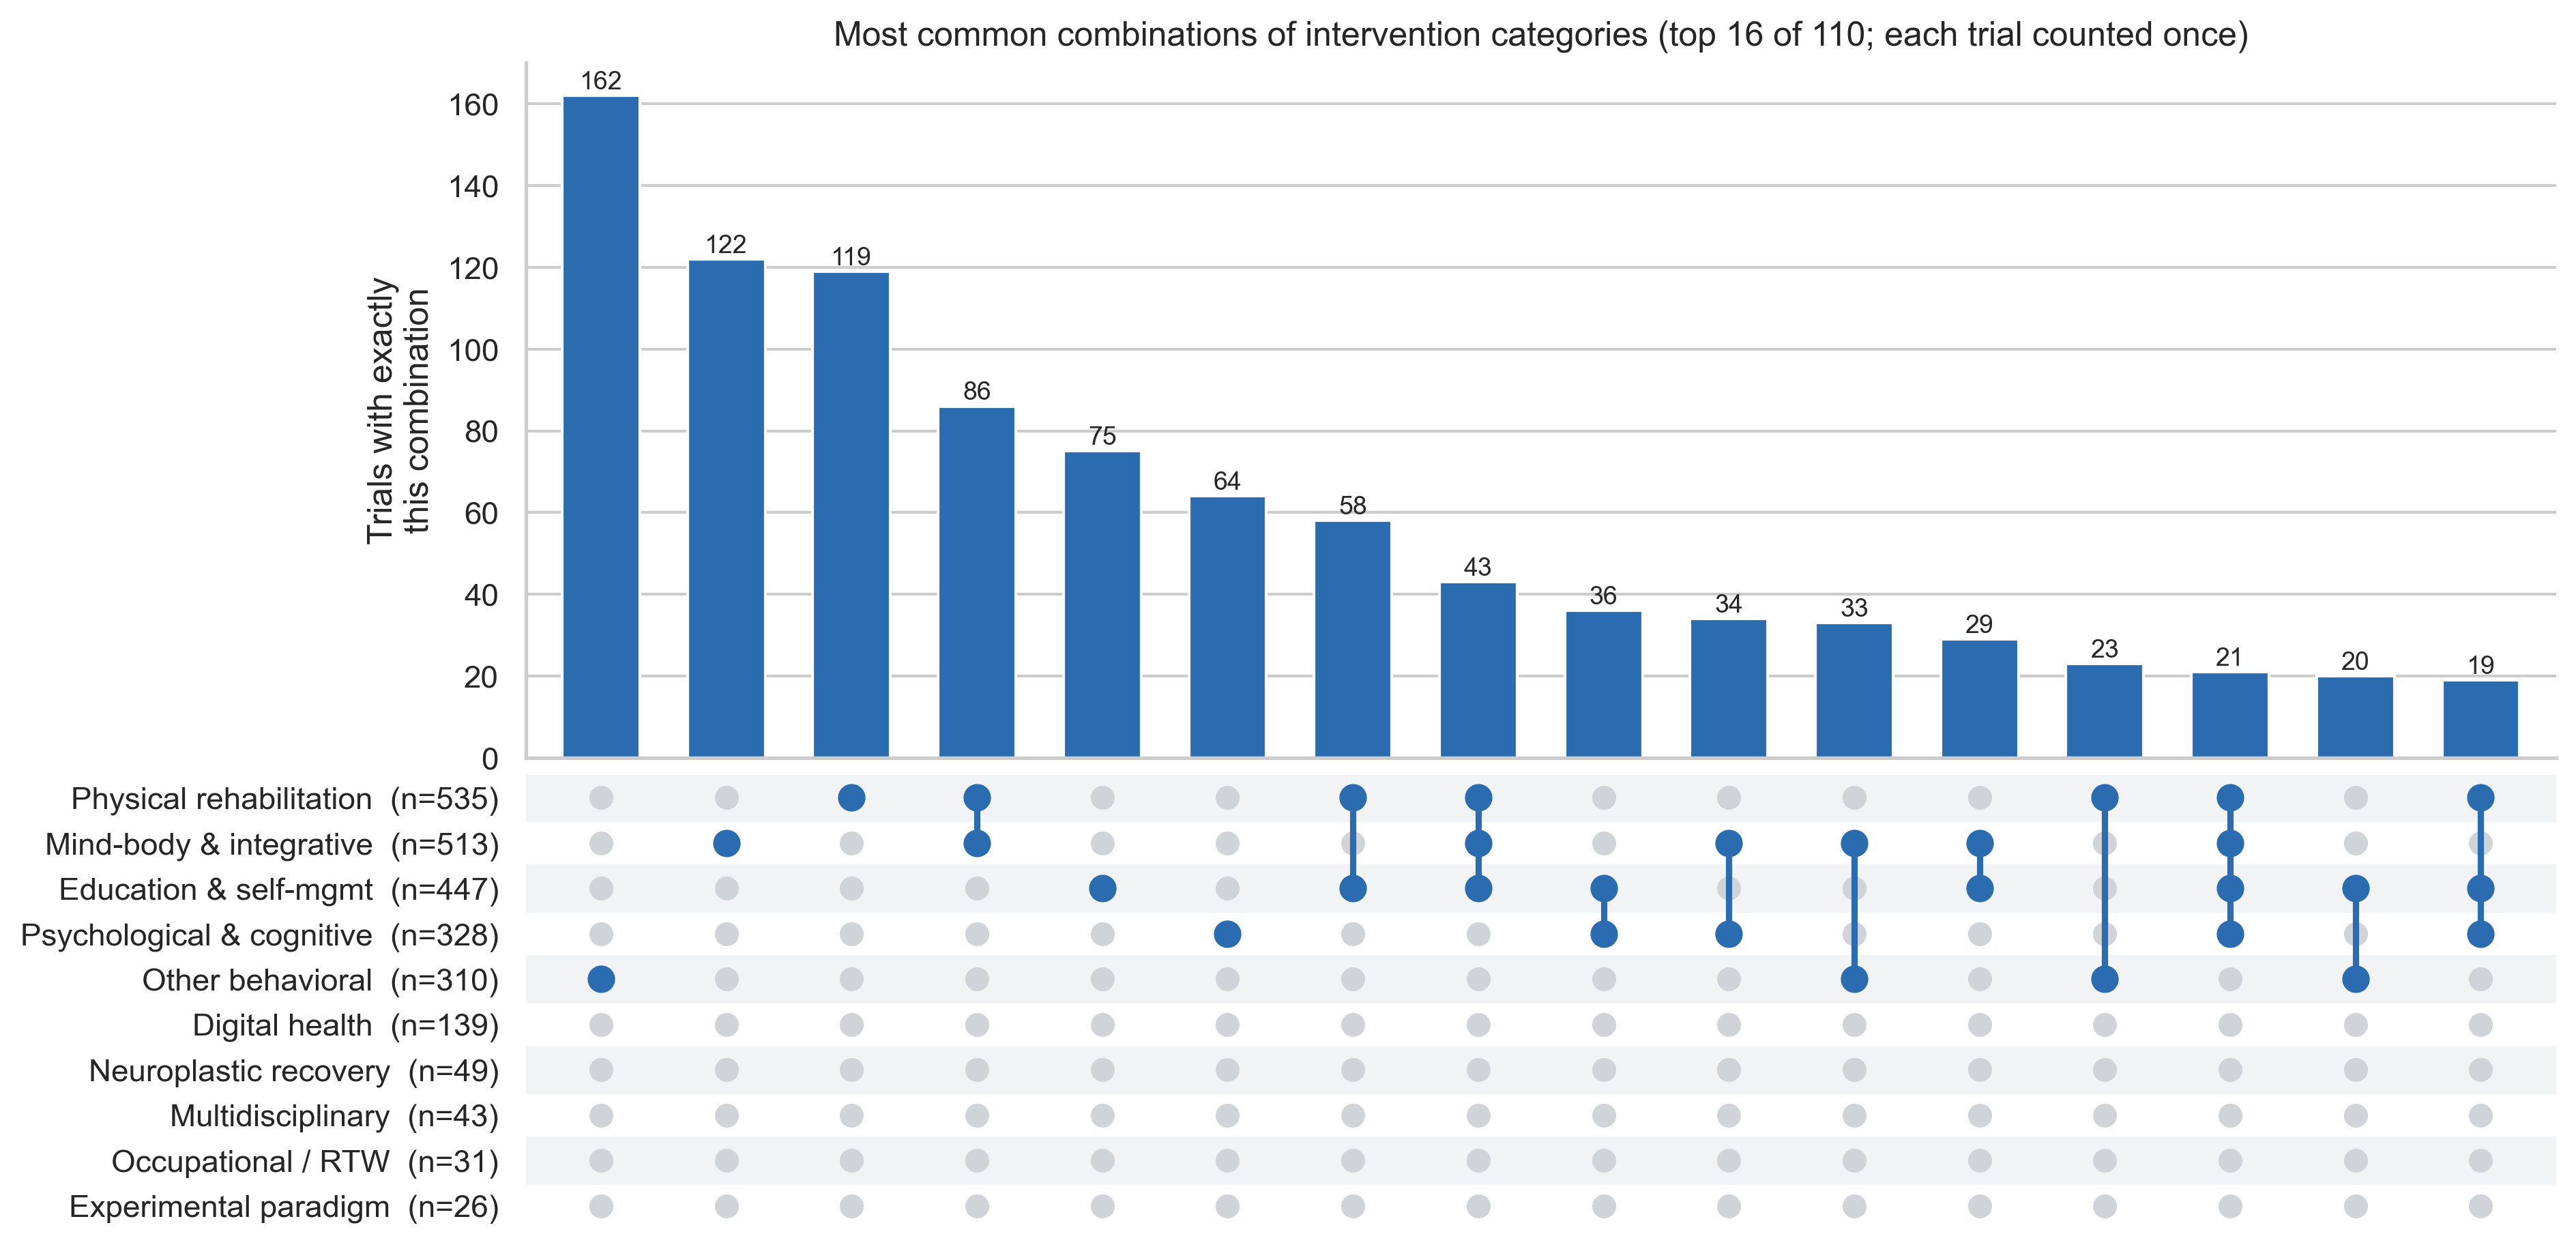 Most common combinations of intervention categories (top 16 of 110; each trial counted once)
Trials with exactly
this combination
160
140
120
100
80
60
40
20
0
162
122
119
86
75
64
58
43
36
34
33
29
23
21
20
19
Physical rehabilitation (n=535)
Mind-body & integrative (n=513)
Education & self-mgmt (n=447)
Psychological & cognitive (n=328)
Other behavioral (n=310)
Digital health (n=139)
Neuroplastic recovery (n=49)
Multidisciplinary (n=43)
Occupational / RTW (n=31)
Experimental paradigm (n=26)